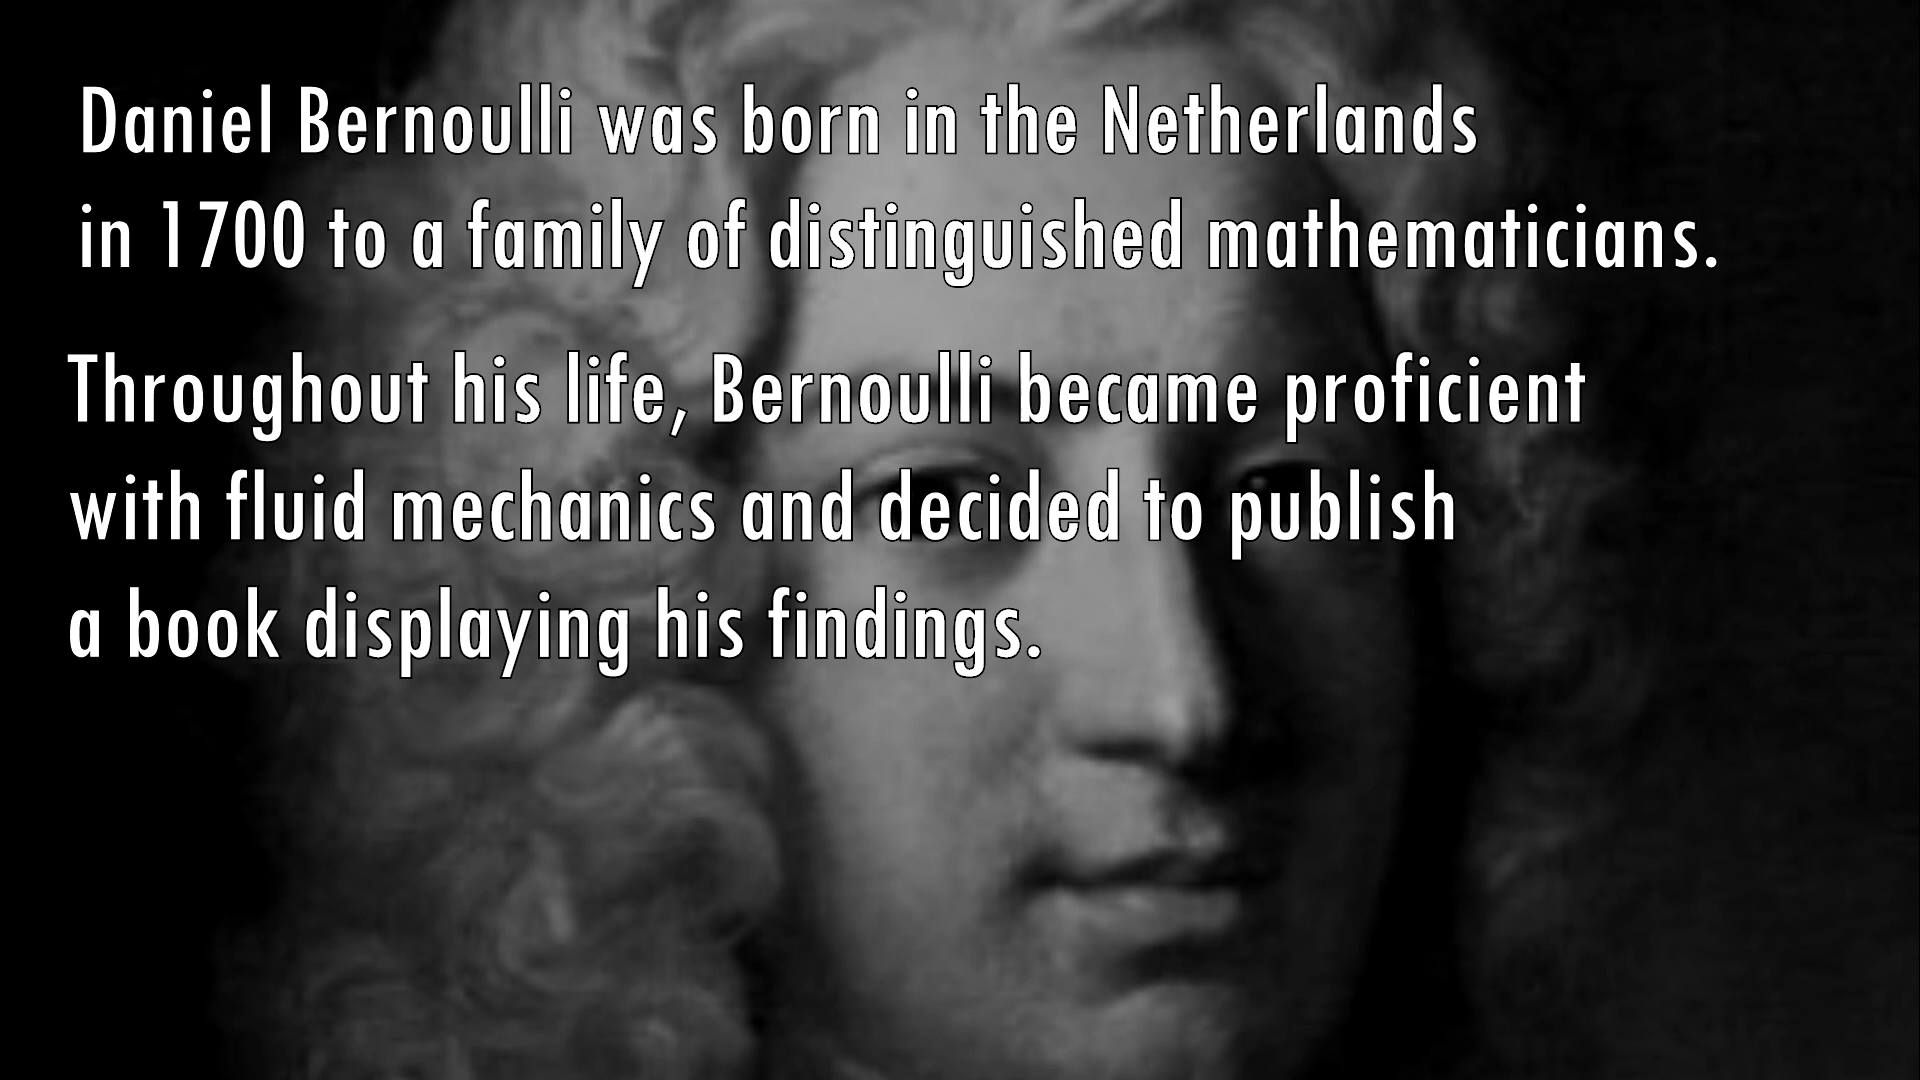 Daniel Bernoulli was born in the Netherlands
in 1700 to a family of distinguished mathematicians.
Throughout his life, Bernoulli became proficient
with fluid mechanics and decided to publish
a book displaying his findings.